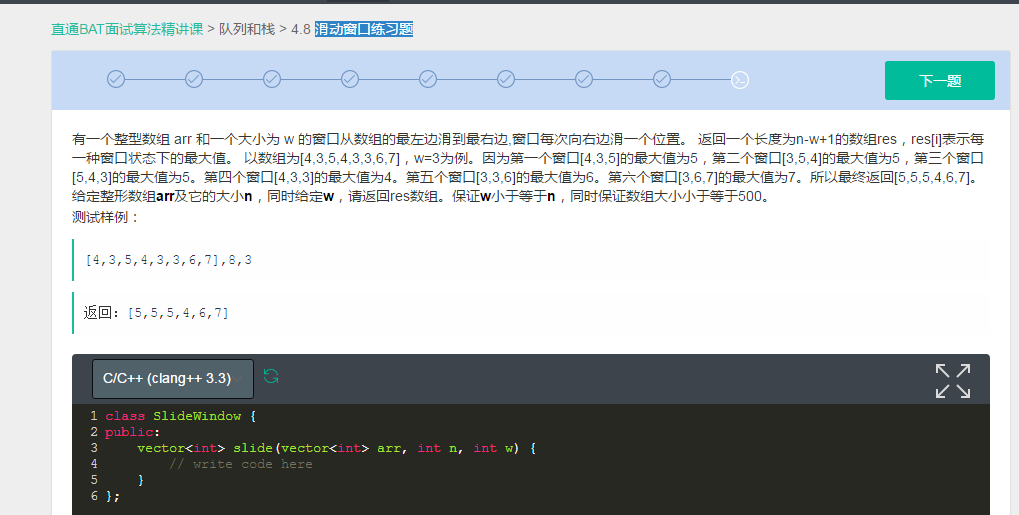 直通BAT面试算法精讲课 > 队列和栈 > 4.8 滑动窗口练习题
下一题
有一个整型数组 arr 和一个大小为 w 的窗口从数组的最左边滑到最右边,窗口每次向右边滑一个位置。 返回一个长度为n-w+1的数组res，res[i]表示每
一种窗口状态下的最大值。 以数组为[4,3,5,4,3,3,6,7]，w=3为例。因为第一个窗口[4,3,5]的最大值为5，第二个窗口[3,5,4]的最大值为5，第三个窗口
[5,4,3]的最大值为5。第四个窗口[4,3,3]的最大值为4。第五个窗口[3,3,6]的最大值为6。第六个窗口[3,6,7]的最大值为7。所以最终返回[5,5,5,4,6,7]。
给定整形数组arr及它的大小n，同时给定w，请返回res数组。保证w小于等于n，同时保证数组大小小于等于500。
测试样例：
[4,3,5,4,3,3,6,7],8,3
返回：[5,5,5,4,6,7]
C/C++ (clang++ 3.3)
1 class SlideWindow {
2 public:
3 vector<int> slide(vector<int> arr, int n, int w) {
4 // write code here
5 }
6 };